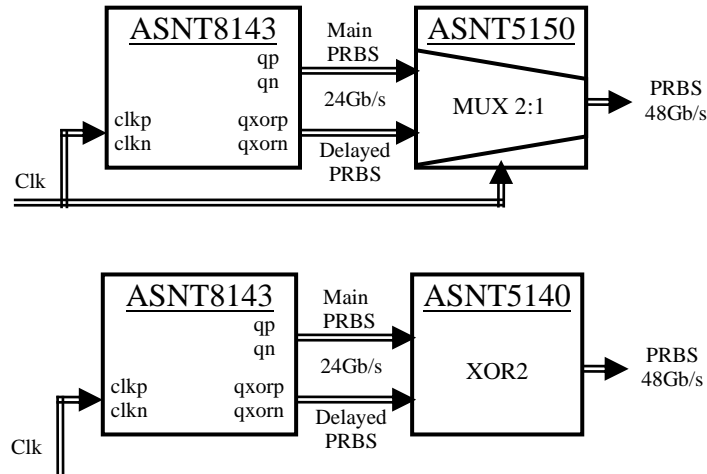 ASNT8143
Main
PRBS
ASNT5150
qp
qn
24Gb/s
MUX 2:1
PRBS
48Gb/s
clkp
clkn
qxorp
qxorn
Delayed
PRBS
Clk
ASNT8143
Main
PRBS
ASNT5140
qp
qn
24Gb/s
XOR2
PRBS
48Gb/s
clkp
clkn
qxorp
qxorn
Delayed
PRBS
Clk